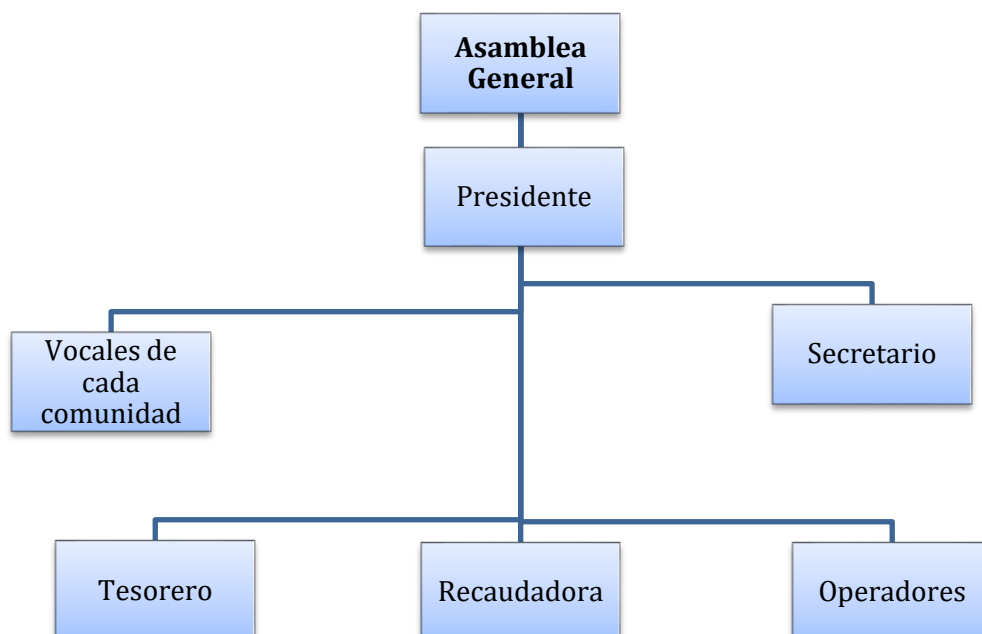 Asamblea
General
Presidente
Vocales de
cada
comunidad
Secretario
Tesorero
Recaudadora
Operadores